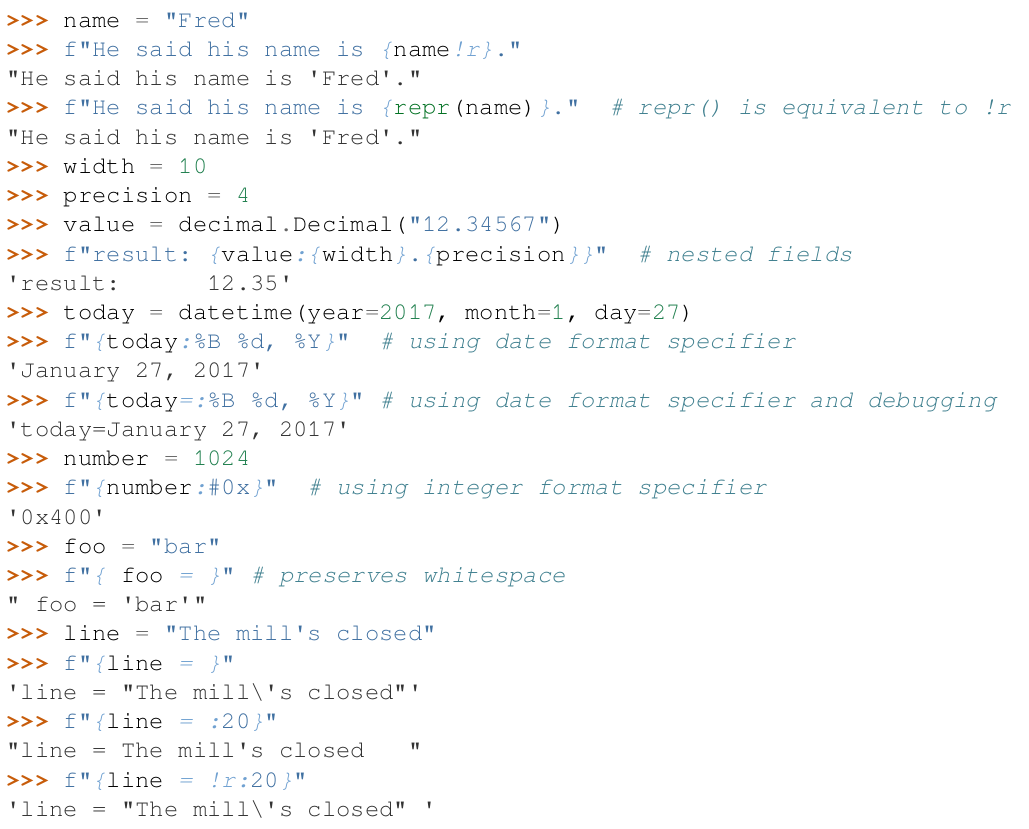 >>> name = "Fred"
>>> f"He said his name is {name!r}."
"He said his name is 'Fred'."
>>> f"He said his name is {repr(name)}."  # repr() is equivalent to !r
"He said his name is 'Fred'."
>>> width = 10
>>> precision = 4
>>> value = decimal.Decimal("12.34567")
>>> f"result: {value:{width}.{precision}}"  # nested fields
'result:      12.35'
>>> today = datetime(year=2017, month=1, day=27)
>>> f"{today:%B %d, %Y}"  # using date format specifier
'January 27, 2017'
>>> f"{today=:%B %d, %Y}" # using date format specifier and debugging
'today=January 27, 2017'
>>> number = 1024
>>> f"{number:#0x}"  # using integer format specifier
'0x400'
>>> foo = "bar"
>>> f"{ foo = }" # preserves whitespace
" foo = 'bar'"
>>> line = "The mill's closed"
>>> f"{line = }"
'line = "The mill\'s closed"'
>>> f"{line = :20}"
"line = The mill's closed   "
>>> f"{line = !r:20}"
'line = "The mill\'s closed" '